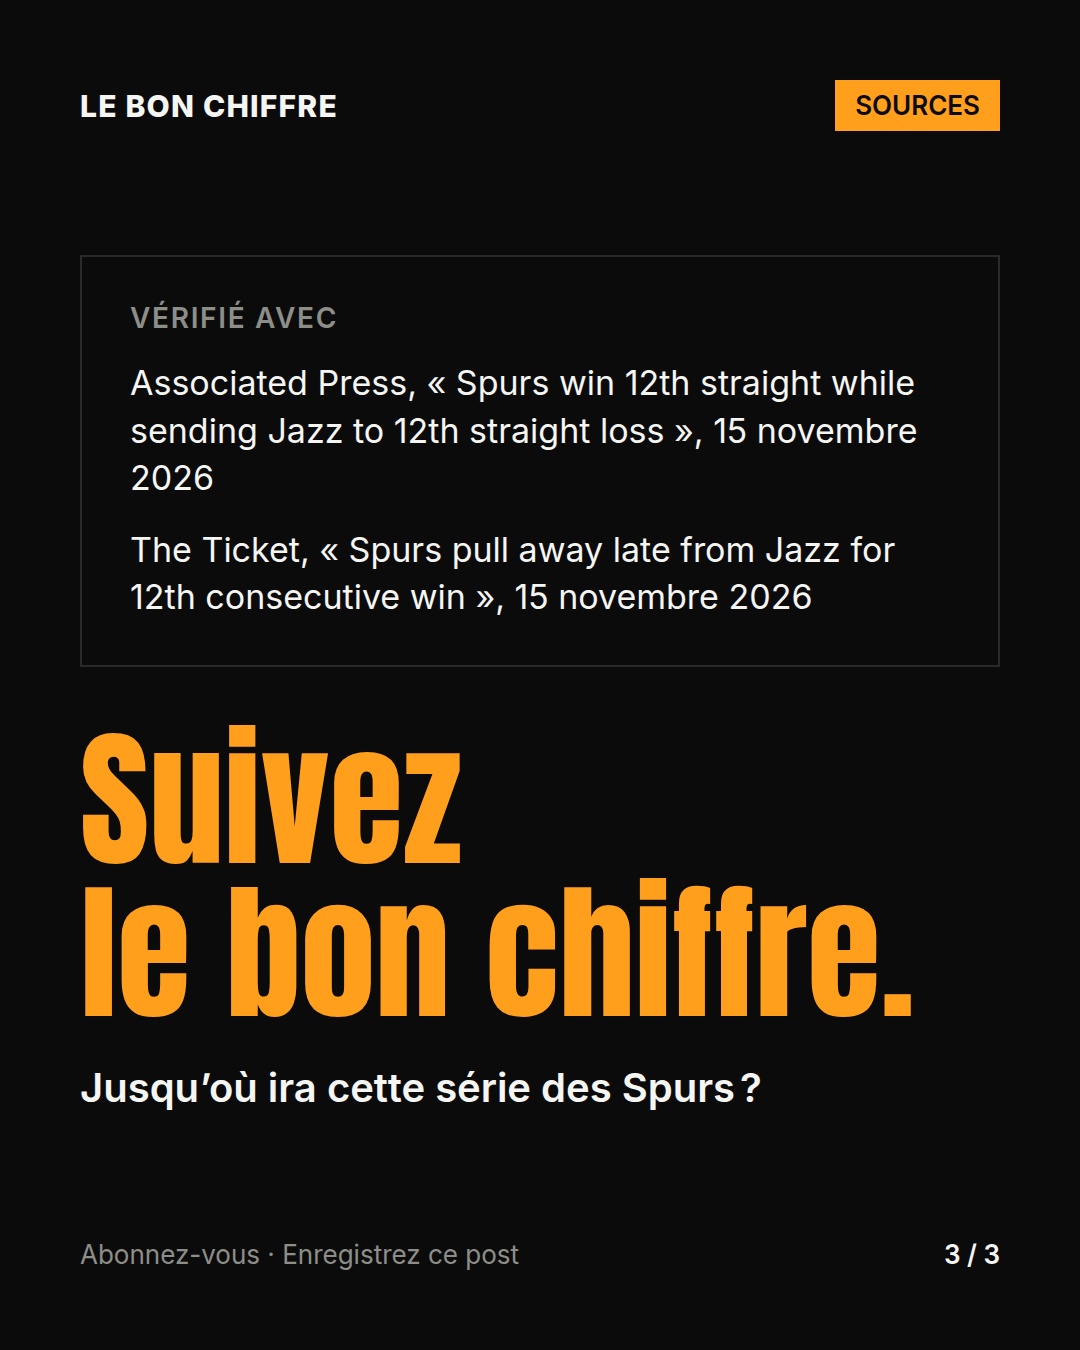 LE BON CHIFFRE
SOURCES
VÉRIFIÉ AVEC
Associated Press, « Spurs win 12th straight while
sending Jazz to 12th straight loss », 15 novembre
2026
The Ticket, « Spurs pull away late from Jazz for
12th consecutive win », 15 novembre 2026
Suivez
le bon chiffre.
Jusqu’où ira cette série des Spurs ?
Abonnez-vous · Enregistrez ce post
3 / 3